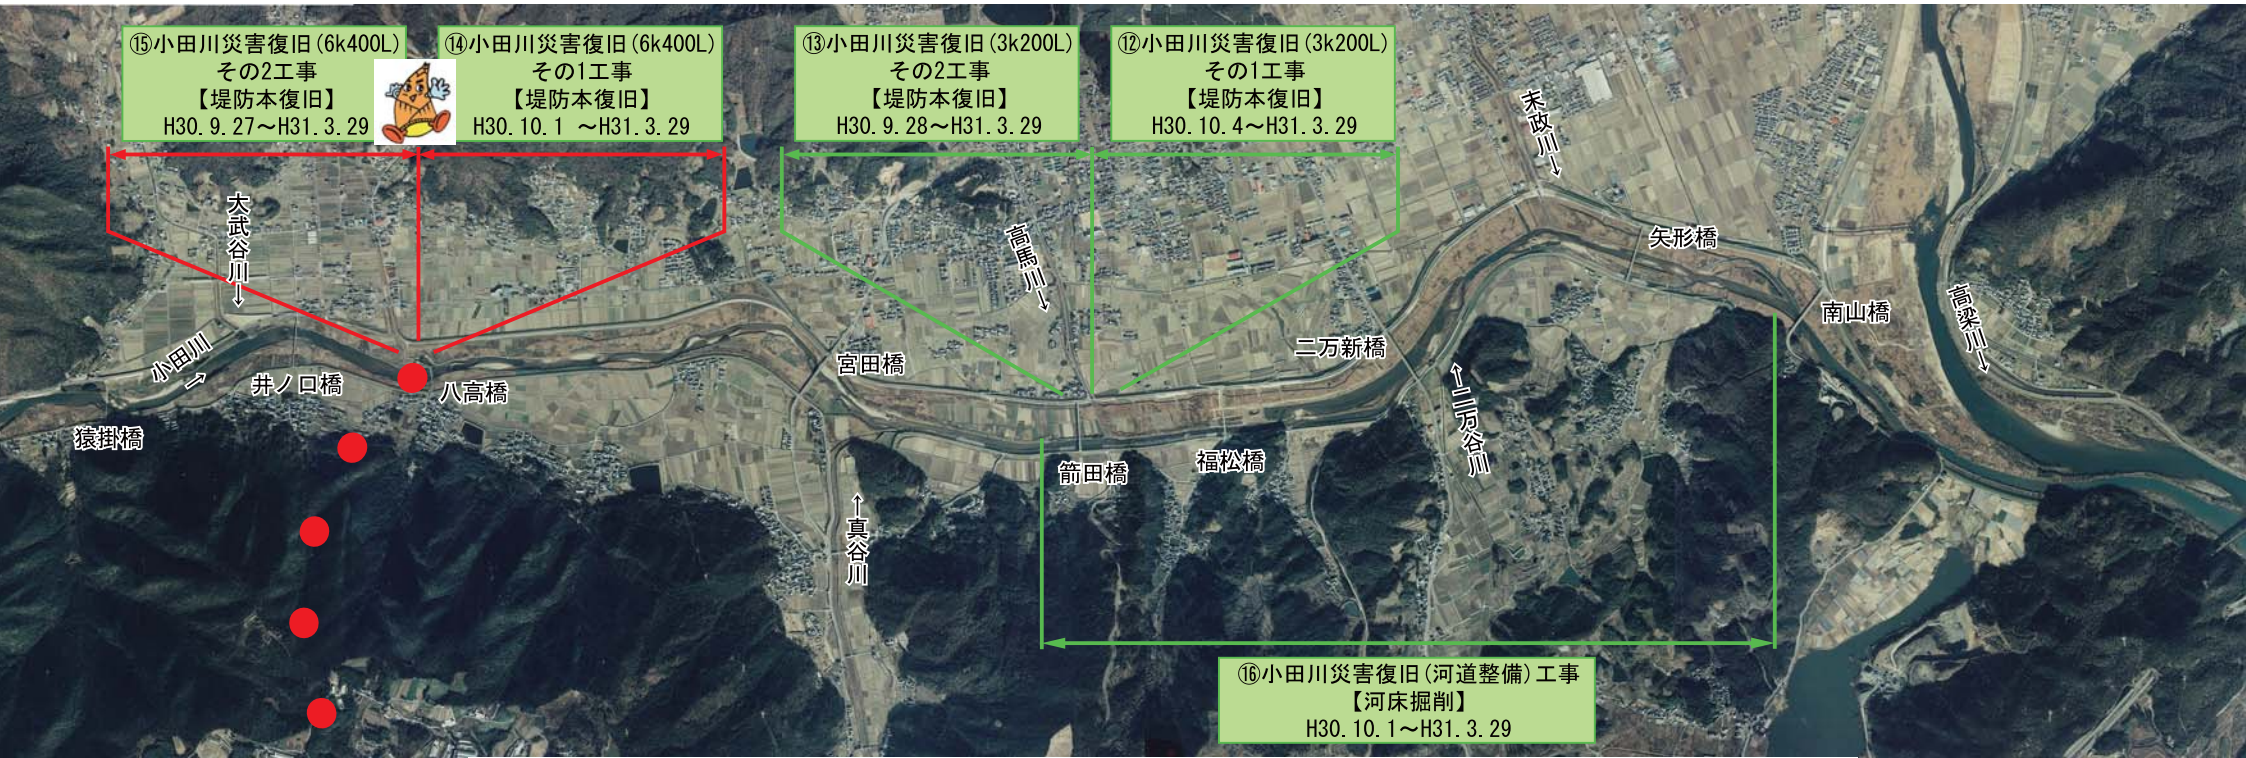 ⑮小田川災害復旧(6k400L)
その2工事
【堤防本復旧】
H30.9.27～H31.3.29
⑭小田川災害復旧(6k400L)
その1工事
【堤防本復旧】
H30.10.1 ～H31.3.29
⑬小田川災害復旧(3k200L)
その2工事
【堤防本復旧】
H30.9.28～H31.3.29
⑫小田川災害復旧(3k200L)
その1工事
【堤防本復旧】
H30.10.4～H31.3.29
末政川→
大武谷川→
高馬川→
矢形橋
高梁川→
南山橋
小田川→
井ノ口橋
八高橋
宮田橋
二万新橋
←二万谷川
猿掛橋
箭田橋
福松橋
←真谷川
⑯小田川災害復旧(河道整備)工事
【河床掘削】
H30.10.1～H31.3.29